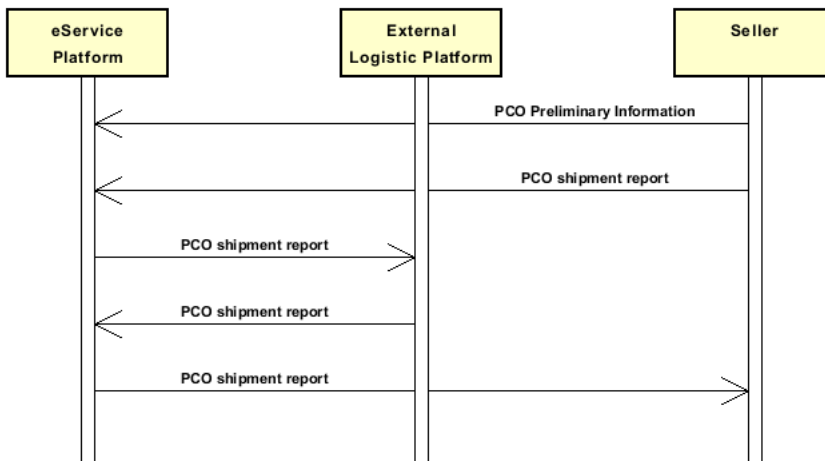 eService
Platform
External
Logistic Platform
Seller
PCO Preliminary Information
PCO shipment report
PCO shipment report
PCO shipment report
PCO shipment report